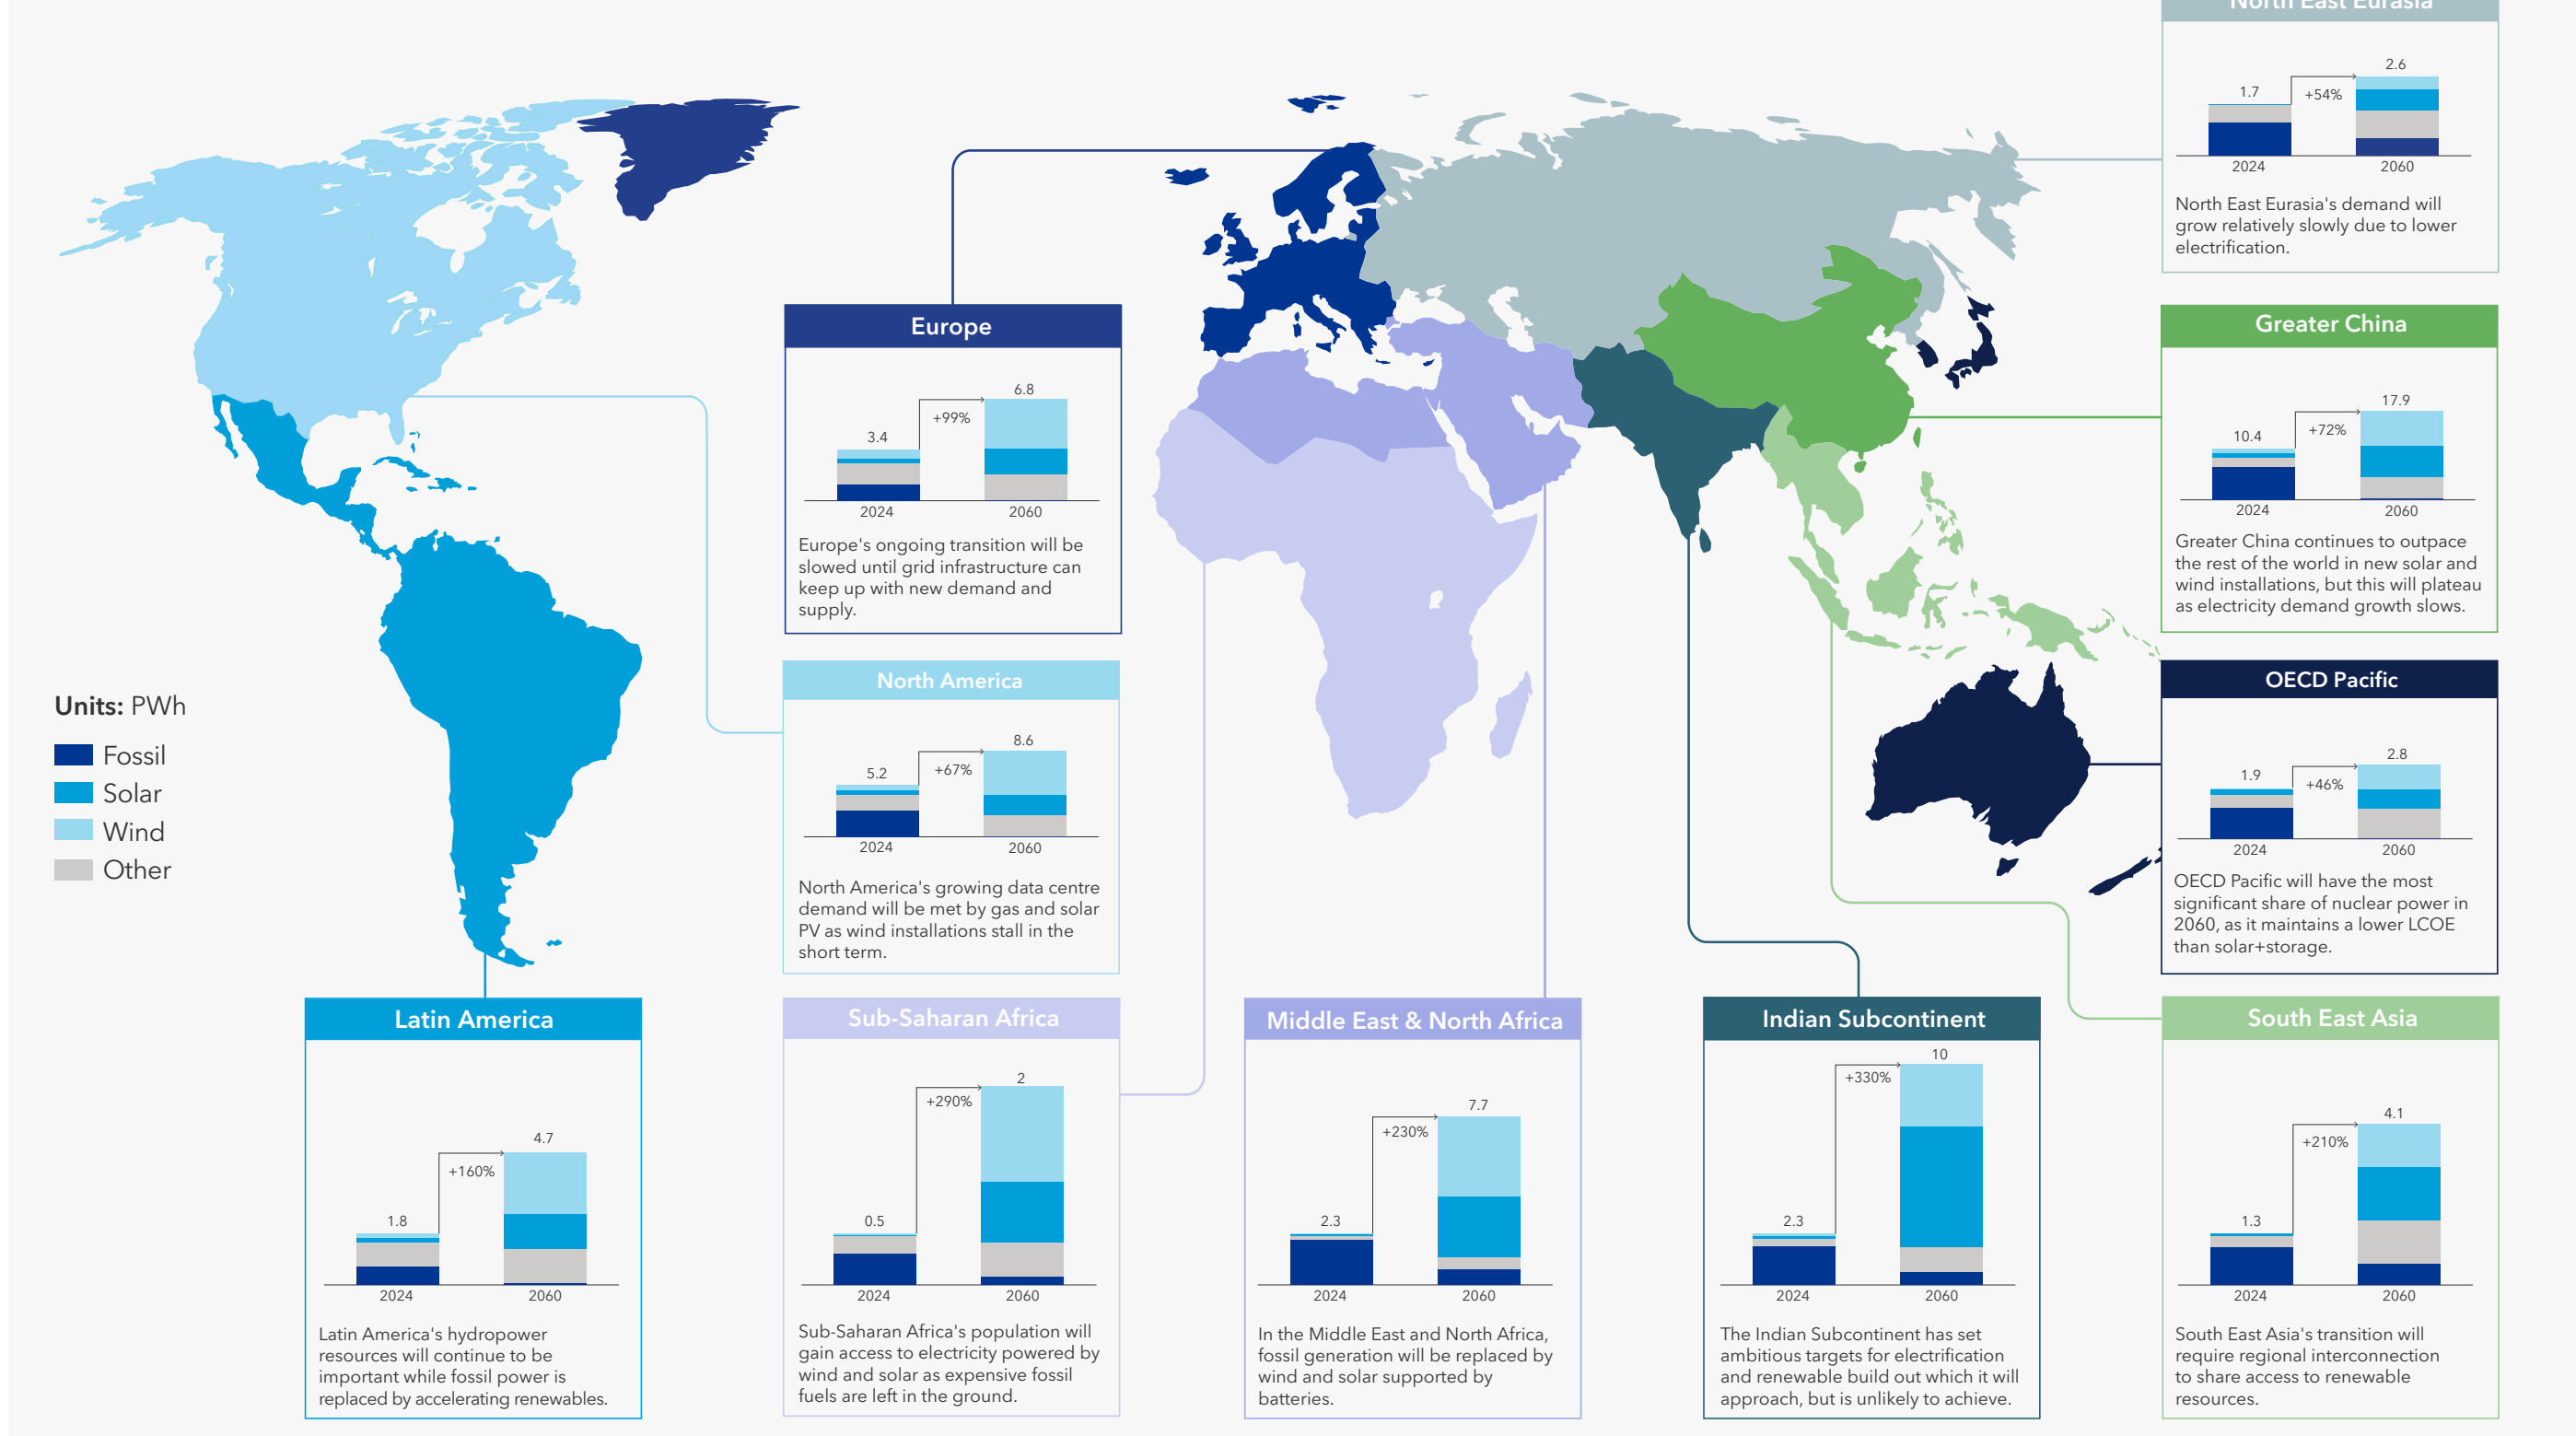 North East Eurasia
2.6
1.7
+54%
2024
2060
North East Eurasia's demand will
grow relatively slowly due to lower
electrification.
Europe
6.8
+99%
3.4
2024
2060
Europe's ongoing transition will be
slowed until grid infrastructure can
keep up with new demand and
supply.
Greater China
17.9
10.4
+72%
2024
2060
Greater China continues to outpace
the rest of the world in new solar and
wind installations, but this will plateau
as electricity demand growth slows.
Units: PWh
Fossil
Solar
Wind
Other
North America
8.6
5.2
+67%
2024
2060
North America's growing data centre
demand will be met by gas and solar
PV as wind installations stall in the
short term.
OECD Pacific
2.8
1.9
+46%
2024
2060
OECD Pacific will have the most
significant share of nuclear power in
2060, as it maintains a lower LCOE
than solar+storage.
Latin America
4.7
+160%
1.8
2024
2060
Latin America's hydropower
resources will continue to be
important while fossil power is
replaced by accelerating renewables.
Sub-Saharan Africa
2
+290%
0.5
2024
2060
Sub-Saharan Africa's population will
gain access to electricity powered by
wind and solar as expensive fossil
fuels are left in the ground.
Middle East & North Africa
7.7
+230%
2.3
2024
2060
In the Middle East and North Africa,
fossil generation will be replaced by
wind and solar supported by
batteries.
Indian Subcontinent
10
+330%
2.3
2024
2060
The Indian Subcontinent has set
ambitious targets for electrification
and renewable build out which it will
approach, but is unlikely to achieve.
South East Asia
4.1
+210%
1.3
2024
2060
South East Asia's transition will
require regional interconnection
to share access to renewable
resources.